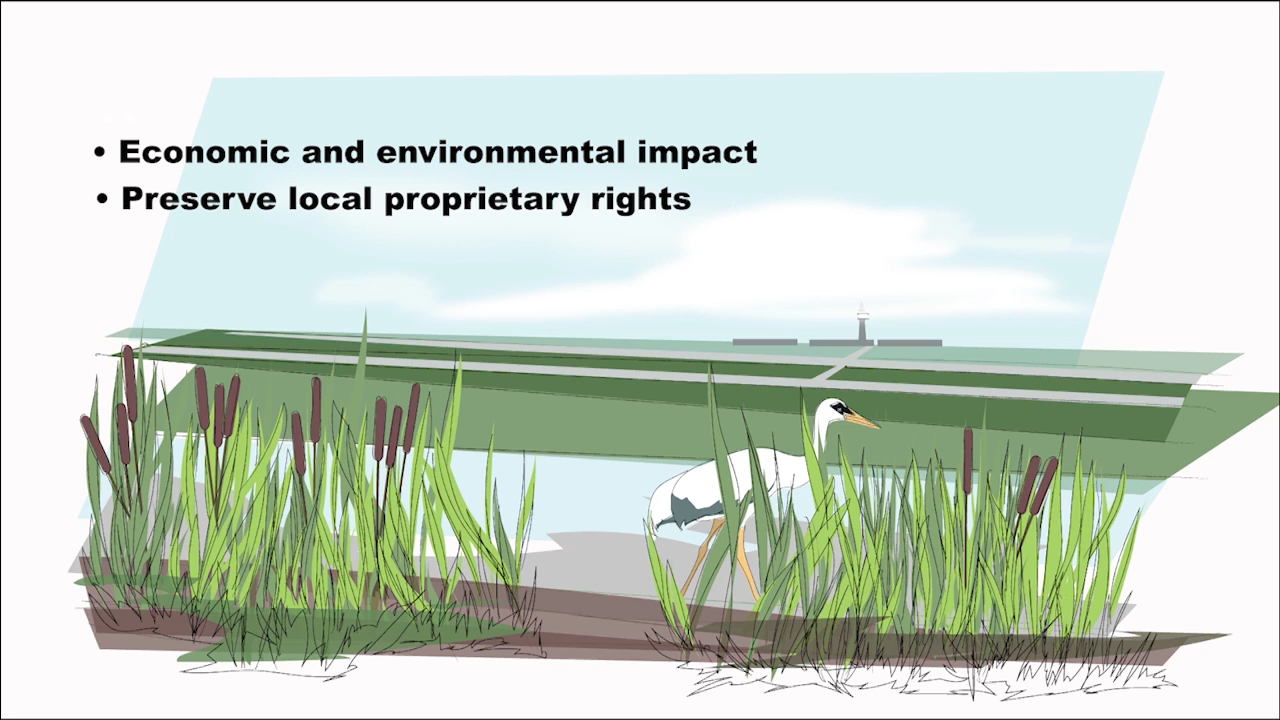 • Economic and environmental impact
• Preserve local proprietary rights